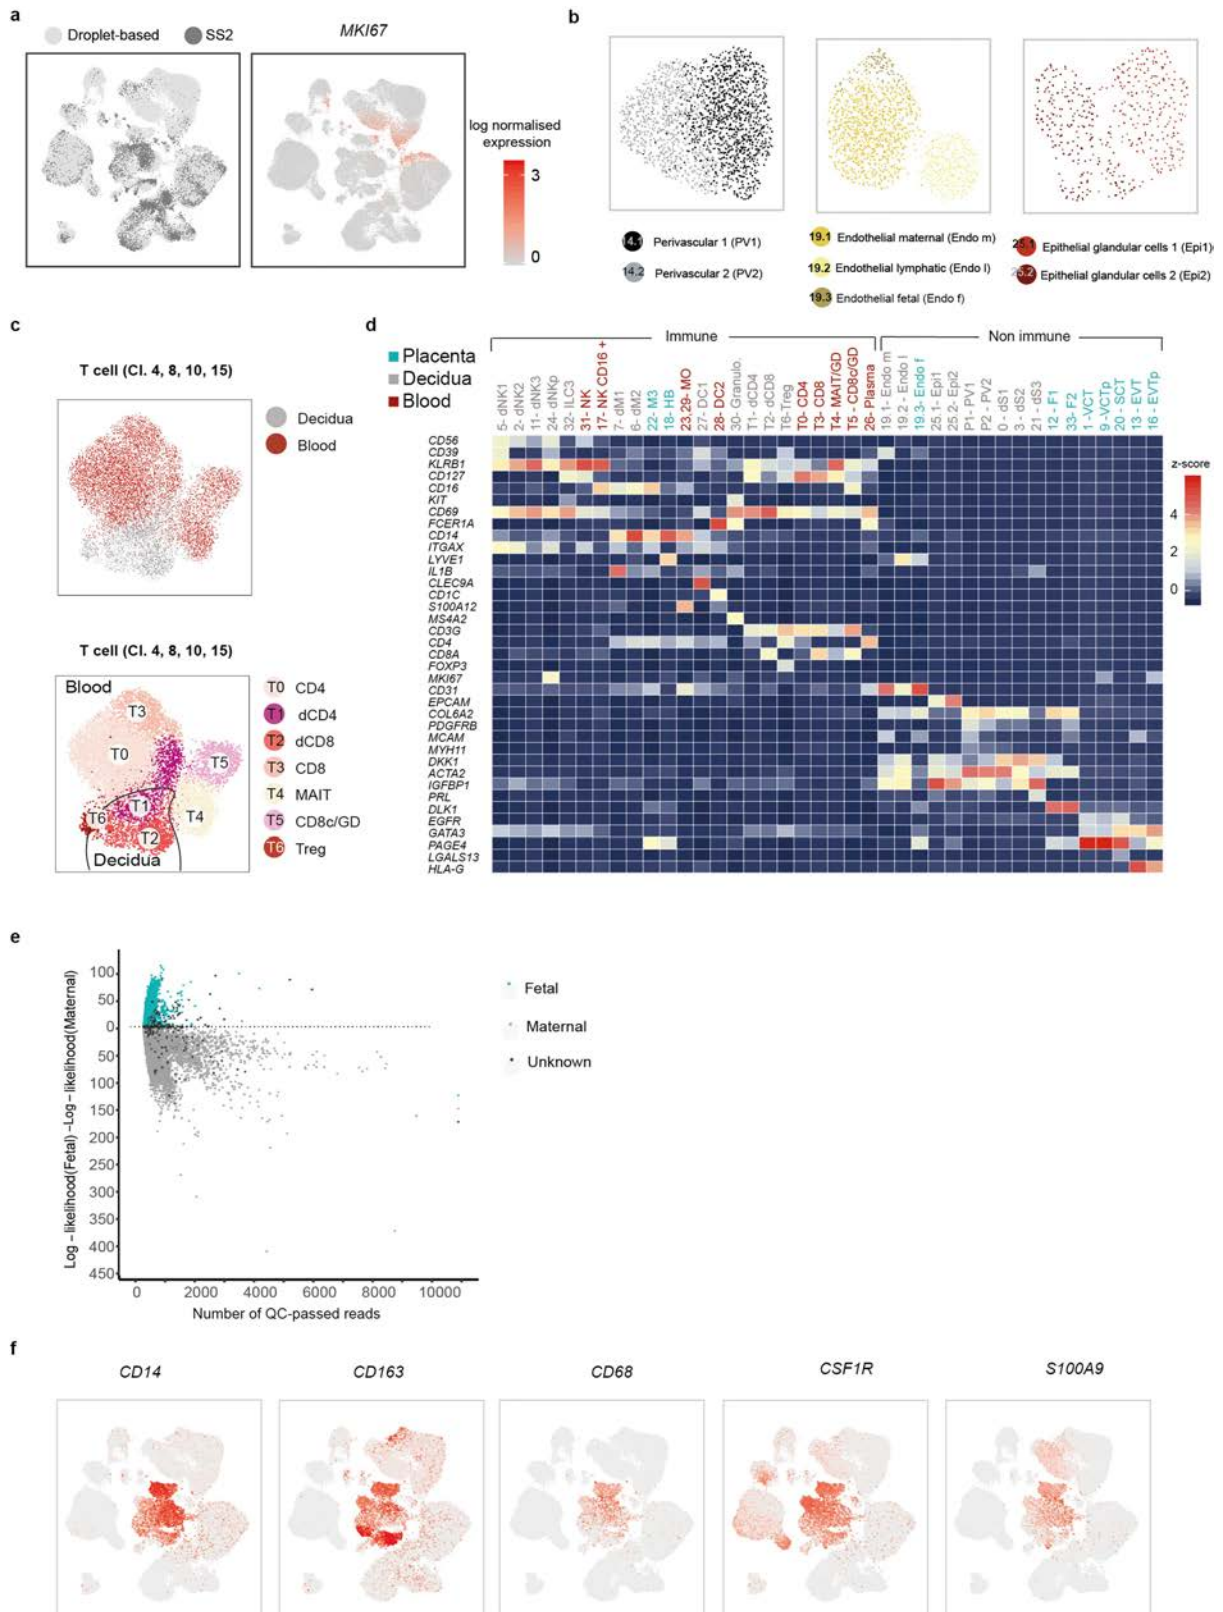 a
Droplet-based
SS2
MKI67
log normalised
expression
3
0
b
14.1 Perivascular 1 (PV1)
14.2 Perivascular 2 (PV2)
19.1 Endothelial maternal (Endo m)
19.2 Endothelial lymphatic (Endo l)
19.3 Endothelial fetal (Endo f)
25.1 Epithelial glandular cells 1 (Epi1)
25.2 Epithelial glandular cells 2 (Epi2)
c
T cell (Cl. 4, 8, 10, 15)
Decidua
Blood
T cell (Cl. 4, 8, 10, 15)
Blood
T3
T0
T5
T1
T6
T4
T2
Decidua
T0 CD4
T1 dCD4
T2 dCD8
T3 CD8
T4 MAIT
T5 CD8c/GD
T6 Treg
d
Placenta
Decidua
Blood
Immune
Non immune
5- dNK1
2- dNK2
11- dNK3
24- dNKp
32- ILC3
31- NK
17- NK CD16 +
7- dM1
6- dM2
22- M3
18- HB
23,29- MO
27- DC1
28- DC2
30- Granulo.
T1- dCD4
T2- dCD8
T6-Treg
T0- CD4
T3- CD8
T4- MAIT/GD
T5 - CD8c/GD
26- Plasma
19.1- Endo m
19.2 - Endo l
19.3- Endo f
25.1- Epi1
25.2- Epi2
P1- PV1
P2 - PV2
0 - dS1
3 - dS2
21 - dS3
12 - F1
33- F2
1 -VCT
9 -VCTp
20 - SCT
13 - EVT
16 - EVTp
CD56
CD39
KLRB1
CD127
CD16
KIT
CD69
FCER1A
CD14
ITGAX
LYVE1
IL1B
CLEC9A
CD1C
S100A12
MS4A2
CD3G
CD4
CD8A
FOXP3
MKI67
CD31
EPCAM
COL6A2
PDGFRB
MCAM
MYH11
DKK1
ACTA2
IGFBP1
PRL
DLK1
EGFR
GATA3
PAGE4
LGALS13
HLA-G
z-score
4
2
0
e
Log – likelihood(Fetal) –Log – likelihood(Maternal)
100
50
0
50
100
150
200
250
300
350
400
450
0 2000 4000 6000 8000 10000
Number of QC-passed reads
Fetal
Maternal
Unknown
f
CD14
CD163
CD68
CSF1R
S100A9